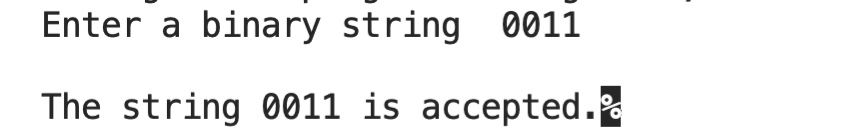 Enter a binary string  0011
The string 0011 is accepted.%